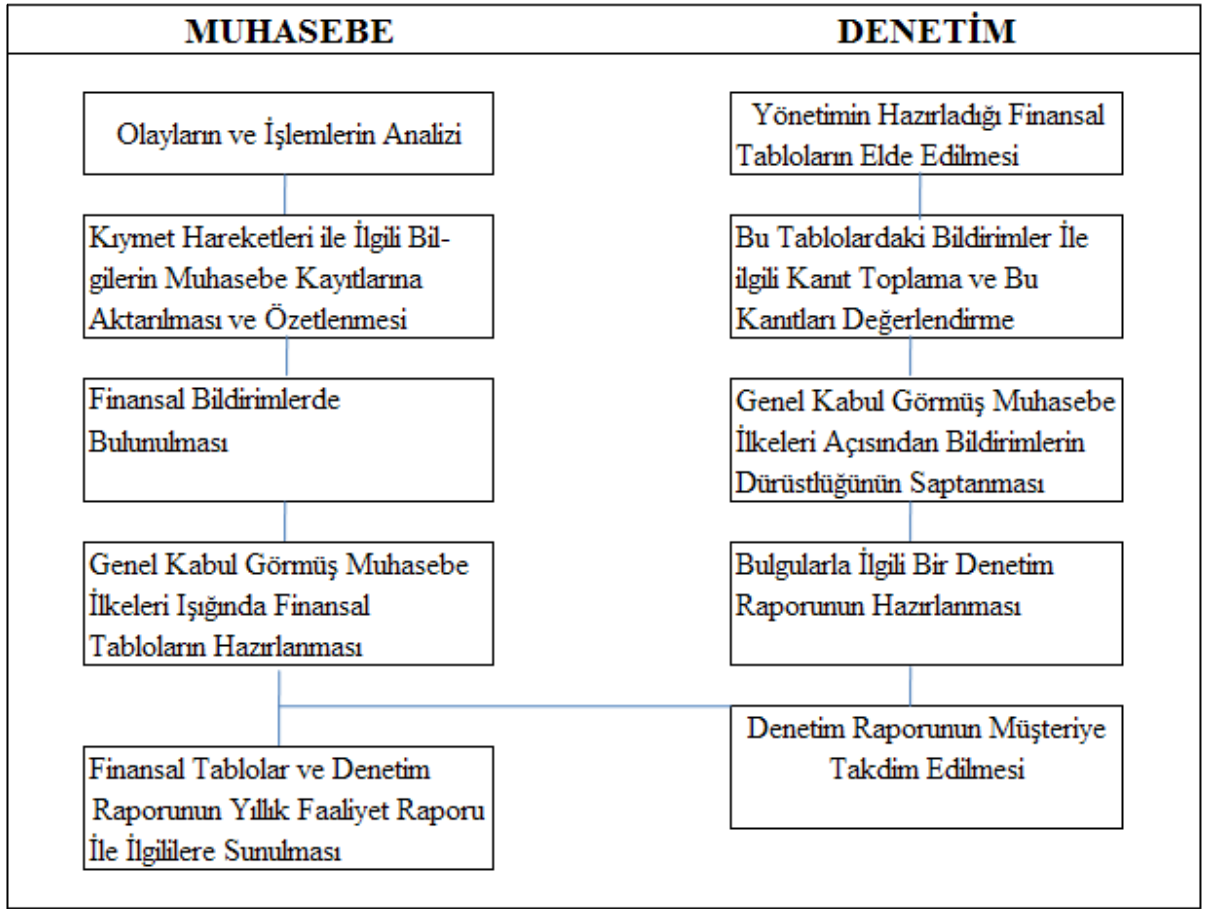 MUHASEBE
Olayların ve İşlemlerin Analizi
Kıymet Hareketleri ile İlgili Bil-
gilerin Muhasebe Kayıtlarına
Aktarılması ve Özetlenmesi
Finansal Bildirimlerde
Bulunulması
Genel Kabul Görmüş Muhasebe
İlkeleri Işığında Finansal
Tabloların Hazırlanması
Finansal Tablolar ve Denetim
Raporunun Yıllık Faaliyet Raporu
İle İlgililere Sunulması
DENETİM
Yönetimin Hazırladığı Finansal
Tabloların Elde Edilmesi
Bu Tablolardaki Bildirimler İle
ilgili Kanıt Toplama ve Bu
Kanıtları Değerlendirme
Genel Kabul Görmüş Muhasebe
İlkeleri Açısından Bildirimlerin
Dürüstlüğünün Saptanması
Bulgularla İlgili Bir Denetim
Raporunun Hazırlanması
Denetim Raporunun Müşteriye
Takdim Edilmesi